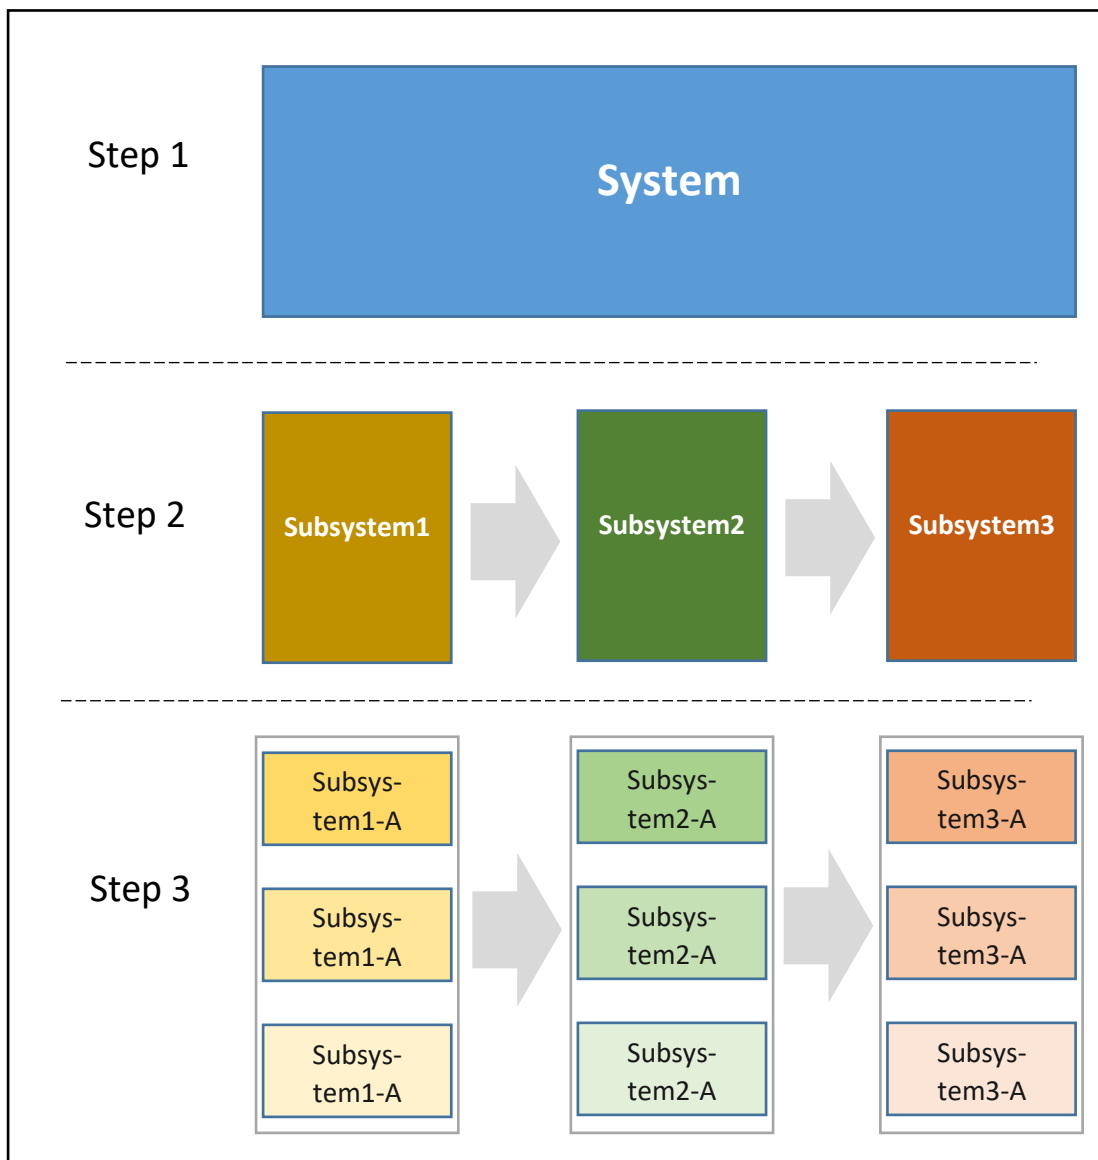 Step 1
System
Step 2
Subsystem1
Subsystem2
Subsystem3
Step 3
Subsys-
tem1-A
Subsys-
tem2-A
Subsys-
tem3-A
Subsys-
tem1-A
Subsys-
tem2-A
Subsys-
tem3-A
Subsys-
tem1-A
Subsys-
tem2-A
Subsys-
tem3-A